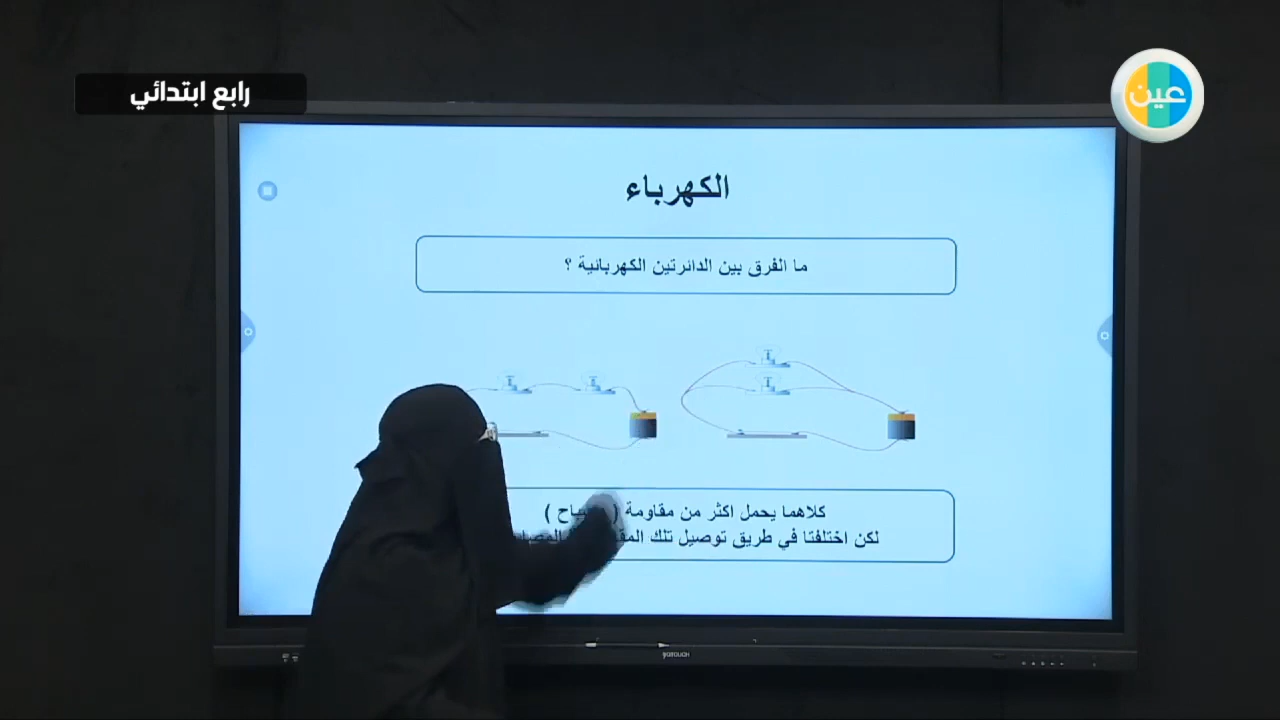 رابع ابتدائي
عين
الكهرباء
ما الفرق بين الدائرتين الكهربائية ؟
كلاهما يحمل اكثر من مقاومة (
)
لكن اختلفتا في طريق توصيل تلك